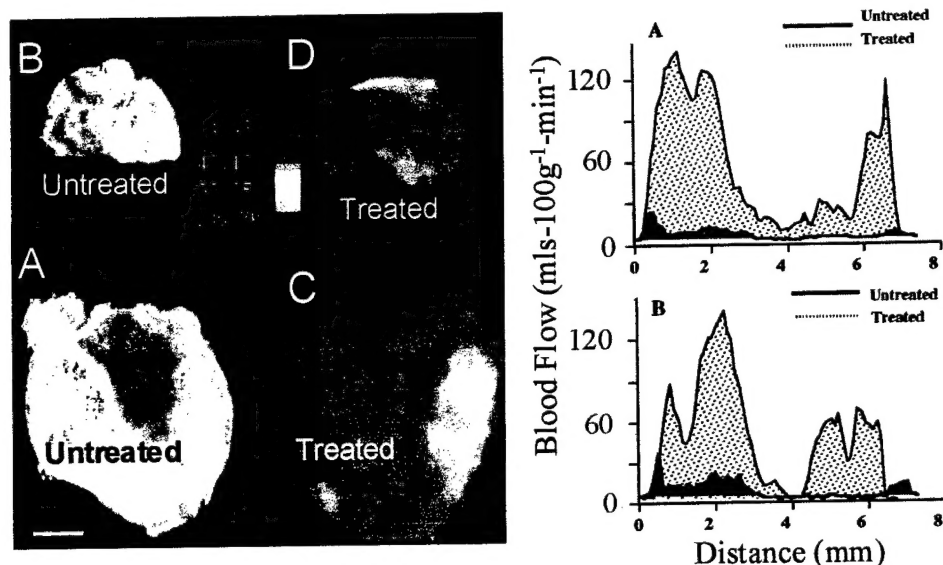 B
Untreated
D
Treated
A
Untreated
C
Treated
Blood Flow (mls-100g⁻¹-min⁻¹)
A
Untreated
Treated
120
60
0
0
2
4
6
8
B
Untreated
Treated
120
60
0
0
2
4
6
8
Distance (mm)